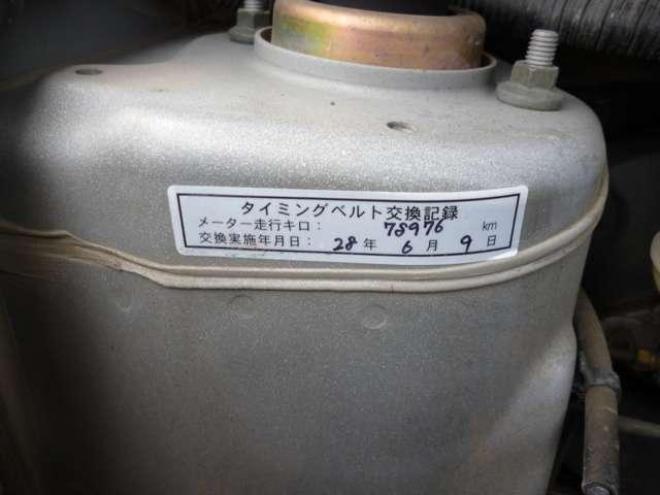 タイミングベルト交換記録
メーター走行キロ： 78976 km
交換実施年月日： 28 年 6 月 9 日